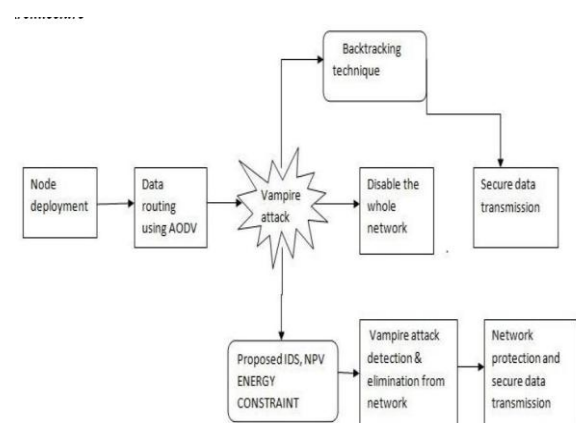 Backtracking
technique
Node
deployment
Data
routing
using AODV
Vampire
attack
Disable the
whole
network
Secure data
transmission
Proposed IDS, NPV
ENERGY
CONSTRAINT
Vampire attack
detection &
elimination from
network
Network
protection and
secure data
transmission